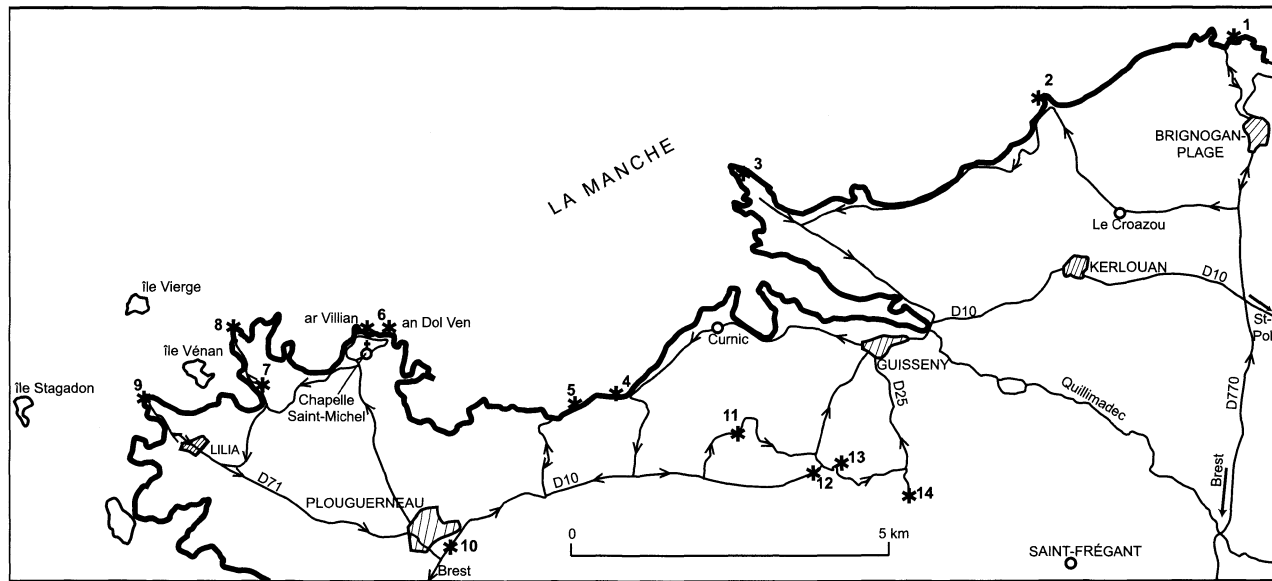 1
2
BRIGNOGAN-
PLAGE
LA MANCHE
3
Le Croazou
KERLOUAN
D10
île Vierge
8
ar Villian
6
an Dol Ven
D10
St-
Pol
Curnic
GUISSENY
île Vénan
île Stagadon
7
9
Chapelle
Saint-Michel
5
4
D25
Quillimadec
D770
11
LILIA
D71
13
12
14
D10
PLOUGUERNEAU
Brest
10
Brest
0
5 km
SAINT-FRÉGANT